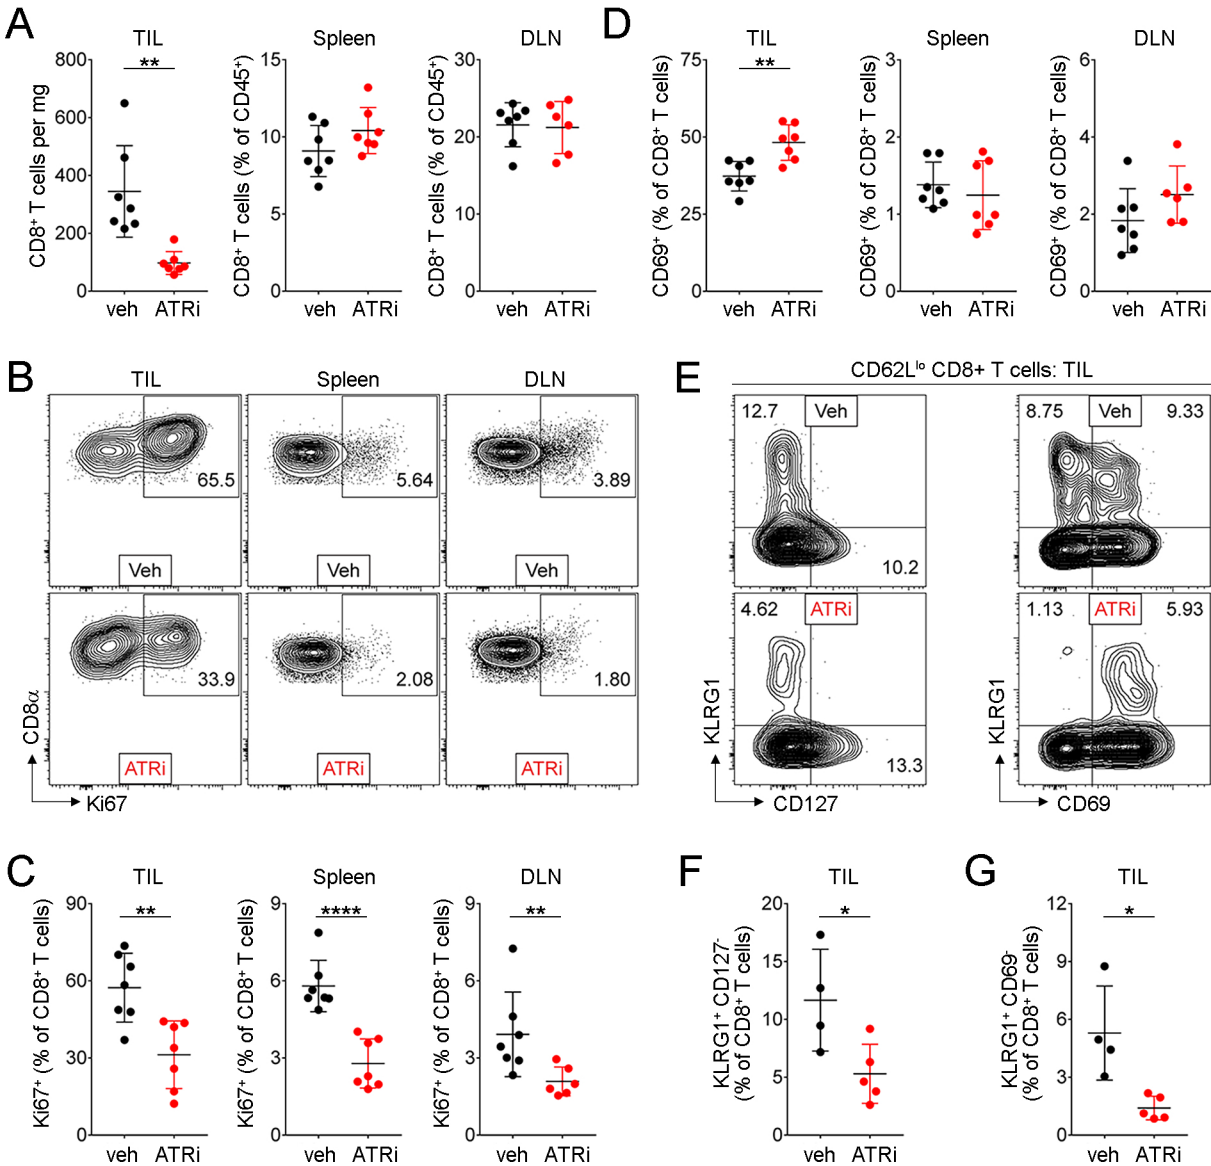 A
TIL
Spleen
DLN
CD8⁺ T cells per mg
800
600
400
200
0
**
veh ATRi
CD8⁺ T cells (% of CD45⁺)
15
10
5
0
veh ATRi
CD8⁺ T cells (% of CD45⁺)
30
20
10
0
veh ATRi
D
TIL
Spleen
DLN
CD69⁺ (% of CD8⁺ T cells)
75
50
25
0
**
veh ATRi
CD69⁺ (% of CD8⁺ T cells)
3
2
1
0
veh ATRi
CD69⁺ (% of CD8⁺ T cells)
6
4
2
0
veh ATRi
B
TIL
Spleen
DLN
65.5
5.64
3.89
Veh
Veh
Veh
33.9
2.08
1.80
ATRi
ATRi
ATRi
CD8α
Ki67
E
CD62Lˡᵒ CD8+ T cells: TIL
12.7
Veh
10.2
8.75
Veh
9.33
4.62
ATRi
13.3
1.13
ATRi
5.93
KLRG1
CD127
KLRG1
CD69
C
TIL
Spleen
DLN
Ki67⁺ (% of CD8⁺ T cells)
90
60
30
0
**
veh ATRi
Ki67⁺ (% of CD8⁺ T cells)
9
6
3
0
****
veh ATRi
Ki67⁺ (% of CD8⁺ T cells)
9
6
3
0
**
veh ATRi
F
TIL
KLRG1⁺ CD127⁻
(% of CD8⁺ T cells)
20
15
10
5
0
*
veh ATRi
G
TIL
KLRG1⁺ CD69⁻
(% of CD8⁺ T cells)
12
9
6
3
0
*
veh ATRi